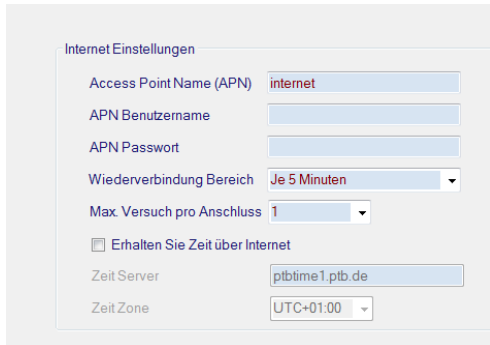 Internet Einstellungen
Access Point Name (APN) internet
APN Benutzername
APN Passwort
Wiederverbindung Bereich Je 5 Minuten
Max. Versuch pro Anschluss 1
Erhalten Sie Zeit über Internet
Zeit Server ptbtime1.ptb.de
Zeit Zone UTC+01:00